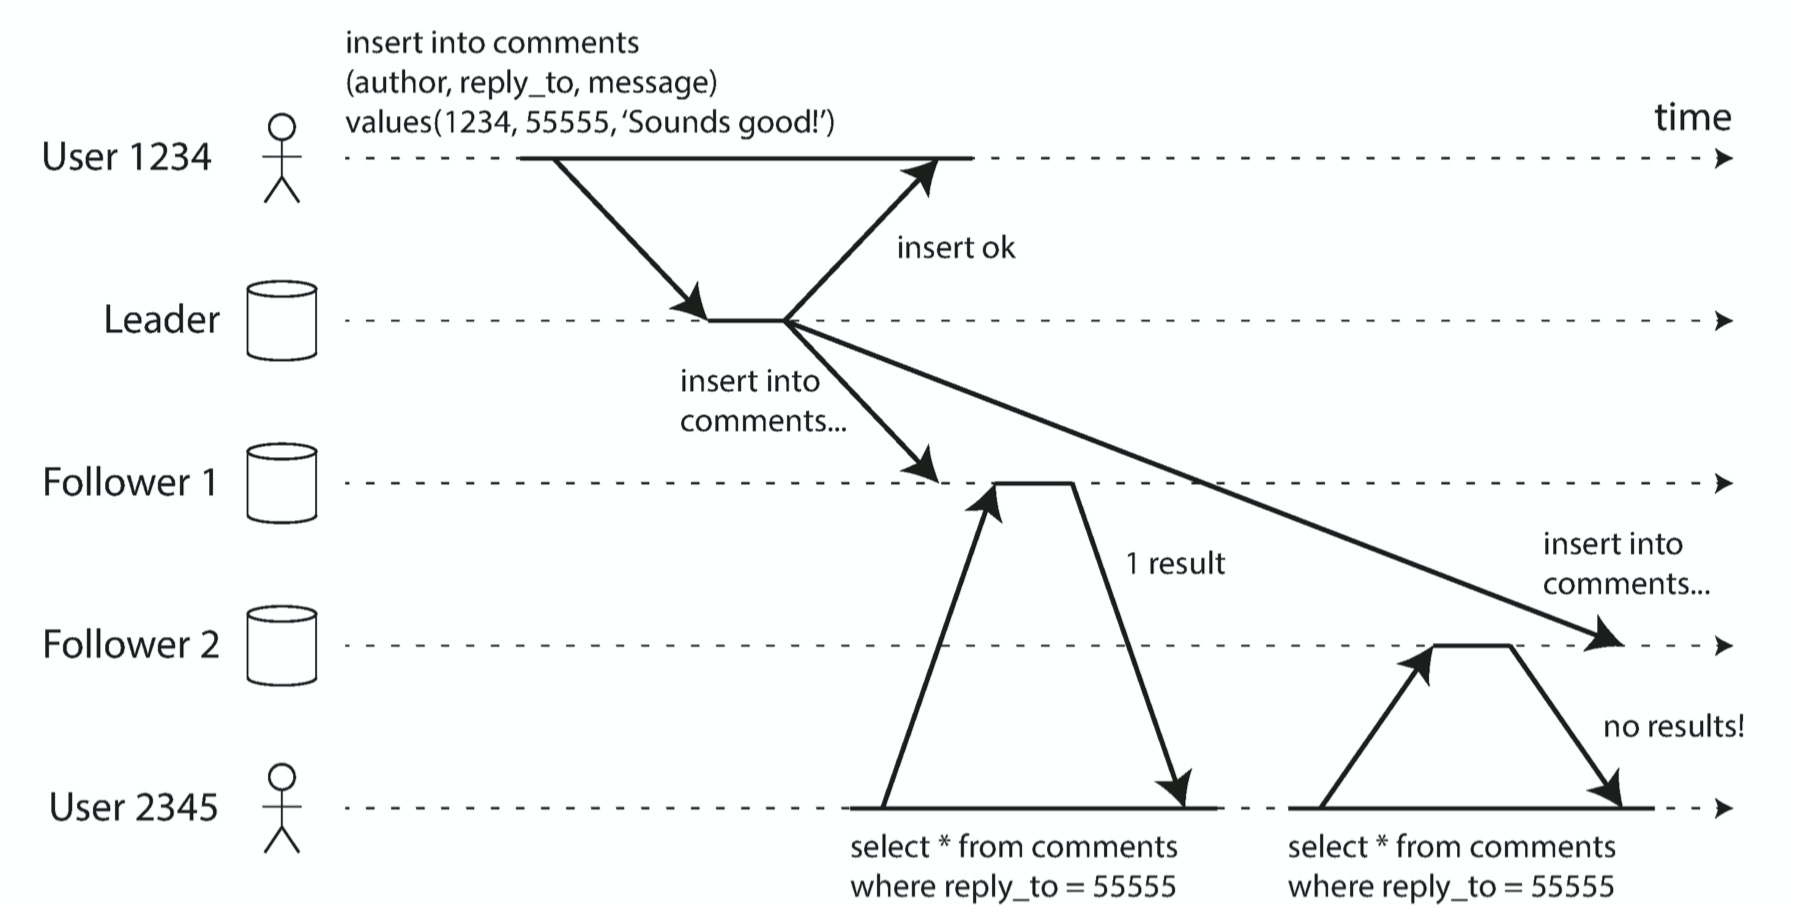 insert into comments
(author, reply_to, message)
values(1234, 55555, ‘Sounds good!’)
time
User 1234
insert ok
Leader
insert into
comments...
Follower 1
1 result
insert into
comments...
Follower 2
no results!
User 2345
select * from comments
where reply_to = 55555
select * from comments
where reply_to = 55555